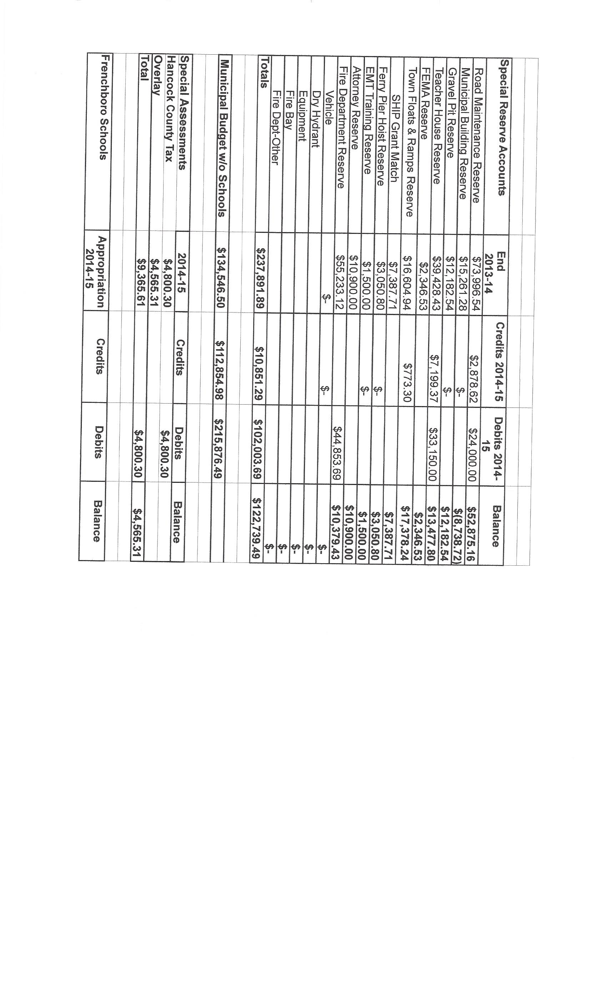 Special Reserve Accounts End 2013-14 Credits 2014-15 Debits 2014-15 Balance
Road Maintenance Reserve $73,996.54 $2,878.62 $24,000.00 $52,875.16
Municipal Building Reserve $15,261.28 $- $(8,738.72)
Gravel Pit Reserve $12,182.54 $- $12,182.54
Teacher House Reserve $39,428.43 $7,199.37 $33,150.00 $13,477.80
FEMA Reserve $2,346.53 $2,346.53
Town Floats & Ramps Reserve $16,604.94 $773.30 $17,378.24
SHIP Grant Match $7,387.71 $7,387.71
Ferry Pier Hoist Reserve $3,050.80 $- $3,050.80
EMT Training Reserve $1,500.00 $- $1,500.00
Attorney Reserve $10,900.00 $10,900.00
Fire Department Reserve $55,233.12 $44,853.69 $10,379.43
Vehicle $- $- $-
Dry Hydrant $-
Equipment $-
Fire Bay $-
Fire Dept-Other $-
Totals $237,891.89 $10,851.29 $102,003.69 $122,739.49
Municipal Budget w/o Schools $134,546.50 $112,854.98 $215,876.49
Special Assessments 2014-15 Credits Debits Balance
Hancock County Tax $4,800.30 $4,800.30
Overlay $4,565.31
Total $9,365.61 $4,800.30 $4,565.31
Frenchboro Schools Appropriation 2014-15 Credits Debits Balance